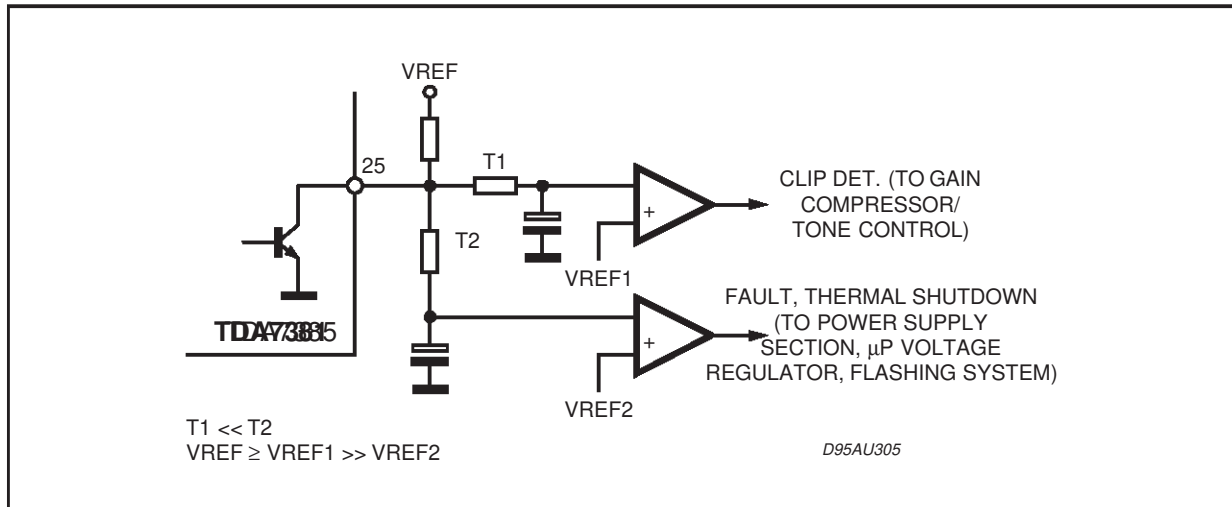 VREF
25
T1
+
CLIP DET. (TO GAIN
COMPRESSOR/
TONE CONTROL)
T2
VREF1
FAULT, THERMAL SHUTDOWN
(TO POWER SUPPLY
SECTION, µP VOLTAGE
REGULATOR, FLASHING SYSTEM)
+
VREF2
T1 << T2
VREF ≥ VREF1 >> VREF2
D95AU305